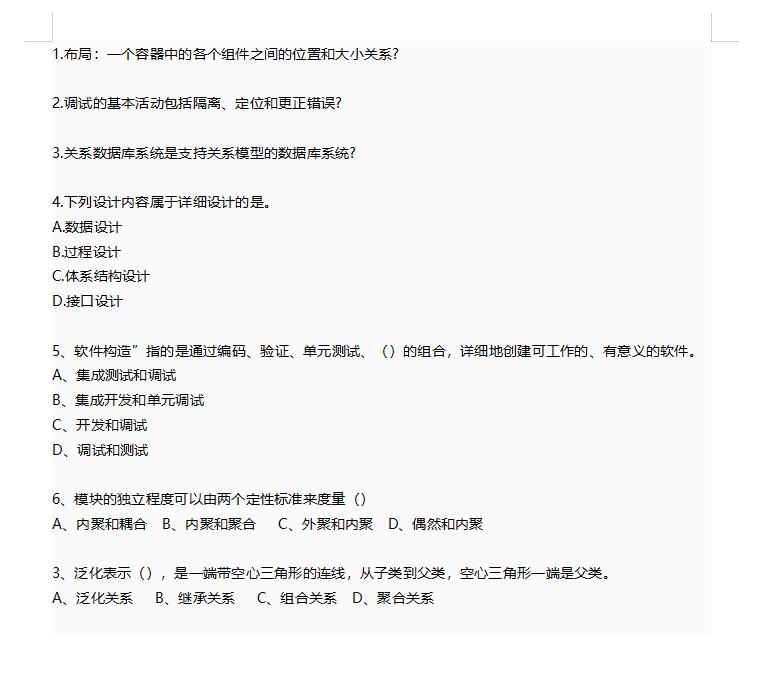 1.布局：一个容器中的各个组件之间的位置和大小关系?
2.调试的基本活动包括隔离、定位和更正错误?
3.关系数据库系统是支持关系模型的数据库系统?
4.下列设计内容属于详细设计的是。
A.数据设计
B.过程设计
C.体系结构设计
D.接口设计
5、软件构造”指的是通过编码、验证、单元测试、（）的组合，详细地创建可工作的、有意义的软件。
A、集成测试和调试
B、集成开发和单元调试
C、开发和调试
D、调试和测试
6、模块的独立程度可以由两个定性标准来度量（）
A、内聚和耦合 B、内聚和聚合 C、外聚和内聚 D、偶然和内聚
3、泛化表示（），是一端带空心三角形的连线，从子类到父类，空心三角形一端是父类。
A、泛化关系 B、继承关系 C、组合关系 D、聚合关系